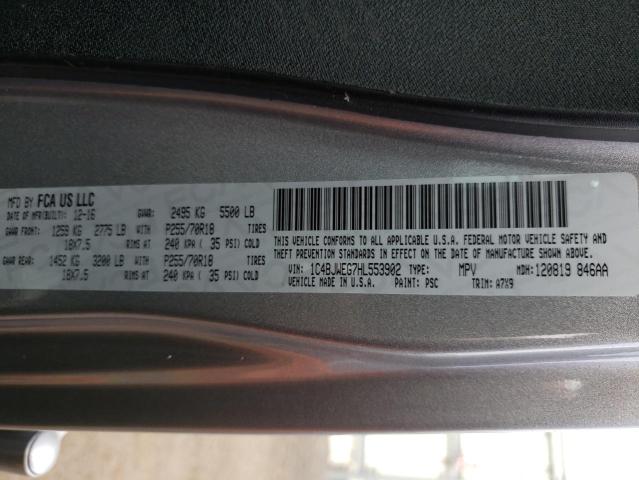 MFD BY FCA US LLC
DATE OF MFR(BUILT): 12-16 GVWR: 2495 KG 5500 LB
GAWR FRONT: 1259 KG 2775 LB WITH P255/70R18 TIRES
18X7.5 RIMS AT 240 KPA ( 35 PSI) COLD
GAWR REAR: 1452 KG 3200 LB WITH P255/70R18 TIRES
18X7.5 RIMS AT 240 KPA ( 35 PSI) COLD
THIS VEHICLE CONFORMS TO ALL APPLICABLE U.S.A. FEDERAL MOTOR VEHICLE SAFETY AND
THEFT PREVENTION STANDARDS IN EFFECT ON THE DATE OF MANUFACTURE SHOWN ABOVE.
VIN: 1C4BJWEG7HL553902 TYPE: MPV MDH: 120819 846AA
VEHICLE MADE IN U.S.A. PAINT: PSC TRIM: A7X9